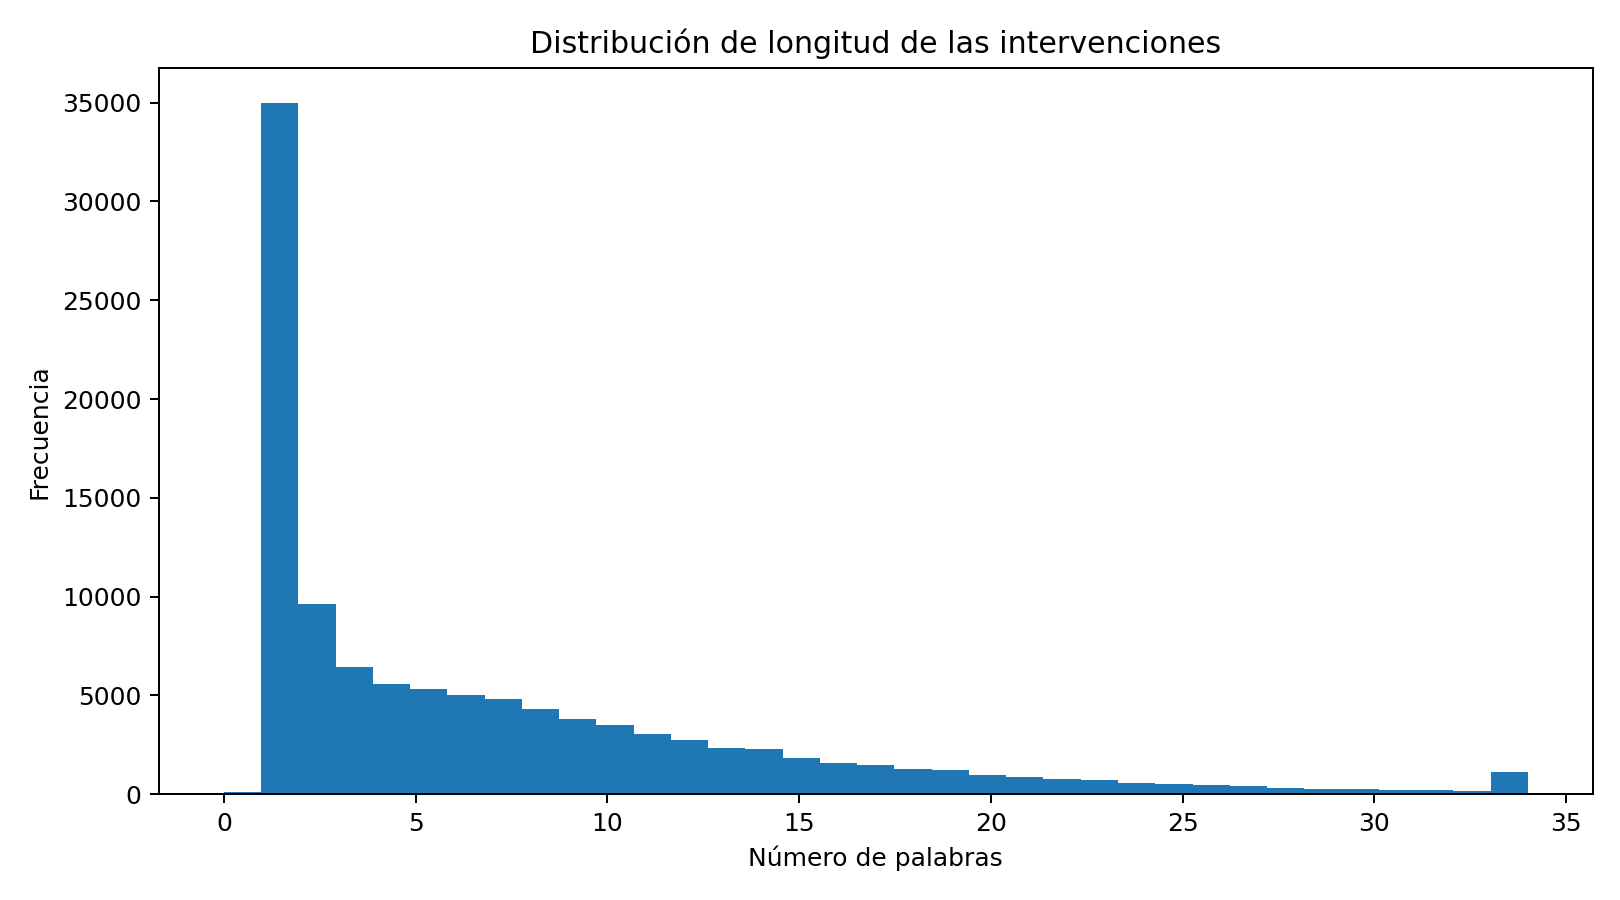 Distribución de longitud de las intervenciones
35000
30000
25000
20000
15000
10000
5000
0
Frecuencia
0 5 10 15 20 25 30 35
Número de palabras